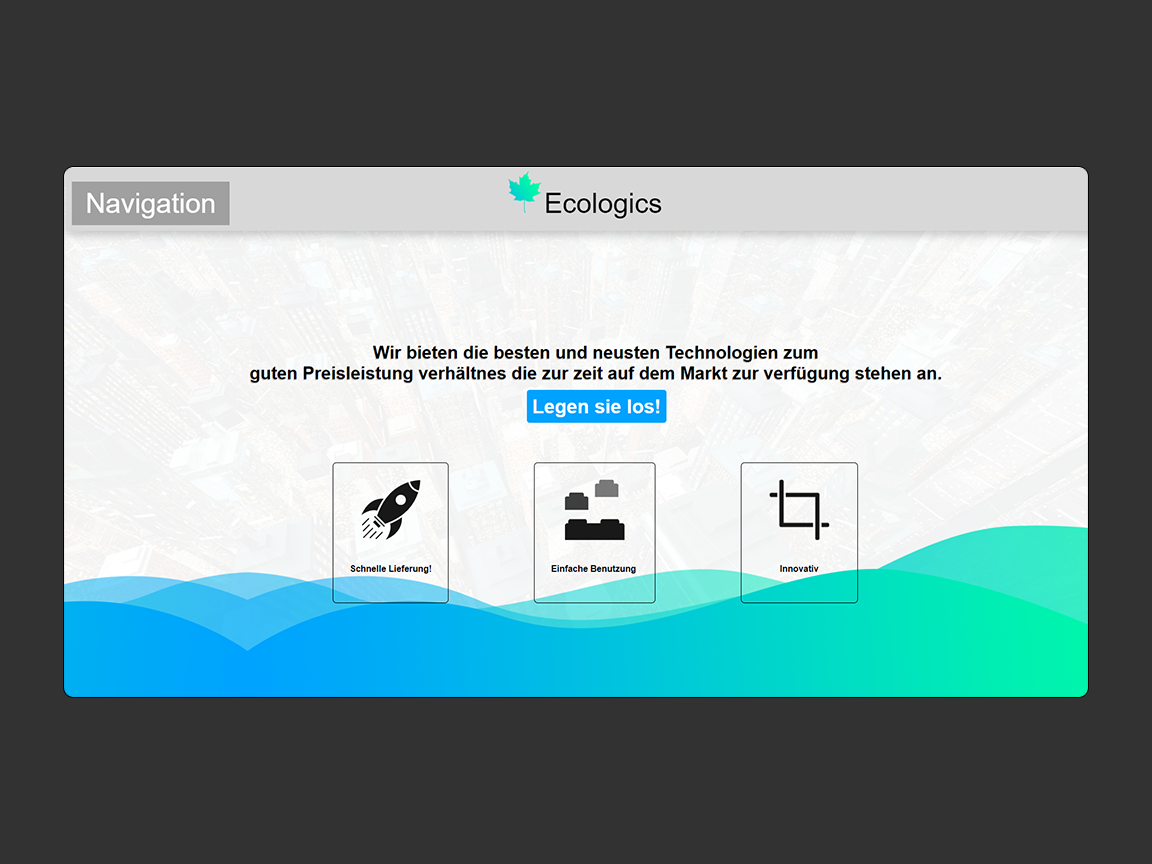 Navigation
Ecologics
Wir bieten die besten und neusten Technologien zum
guten Preisleistung verhältnes die zur zeit auf dem Markt zur verfügung stehen an.
Legen sie los!
Schnelle Lieferung!
Einfache Benutzung
Innovativ